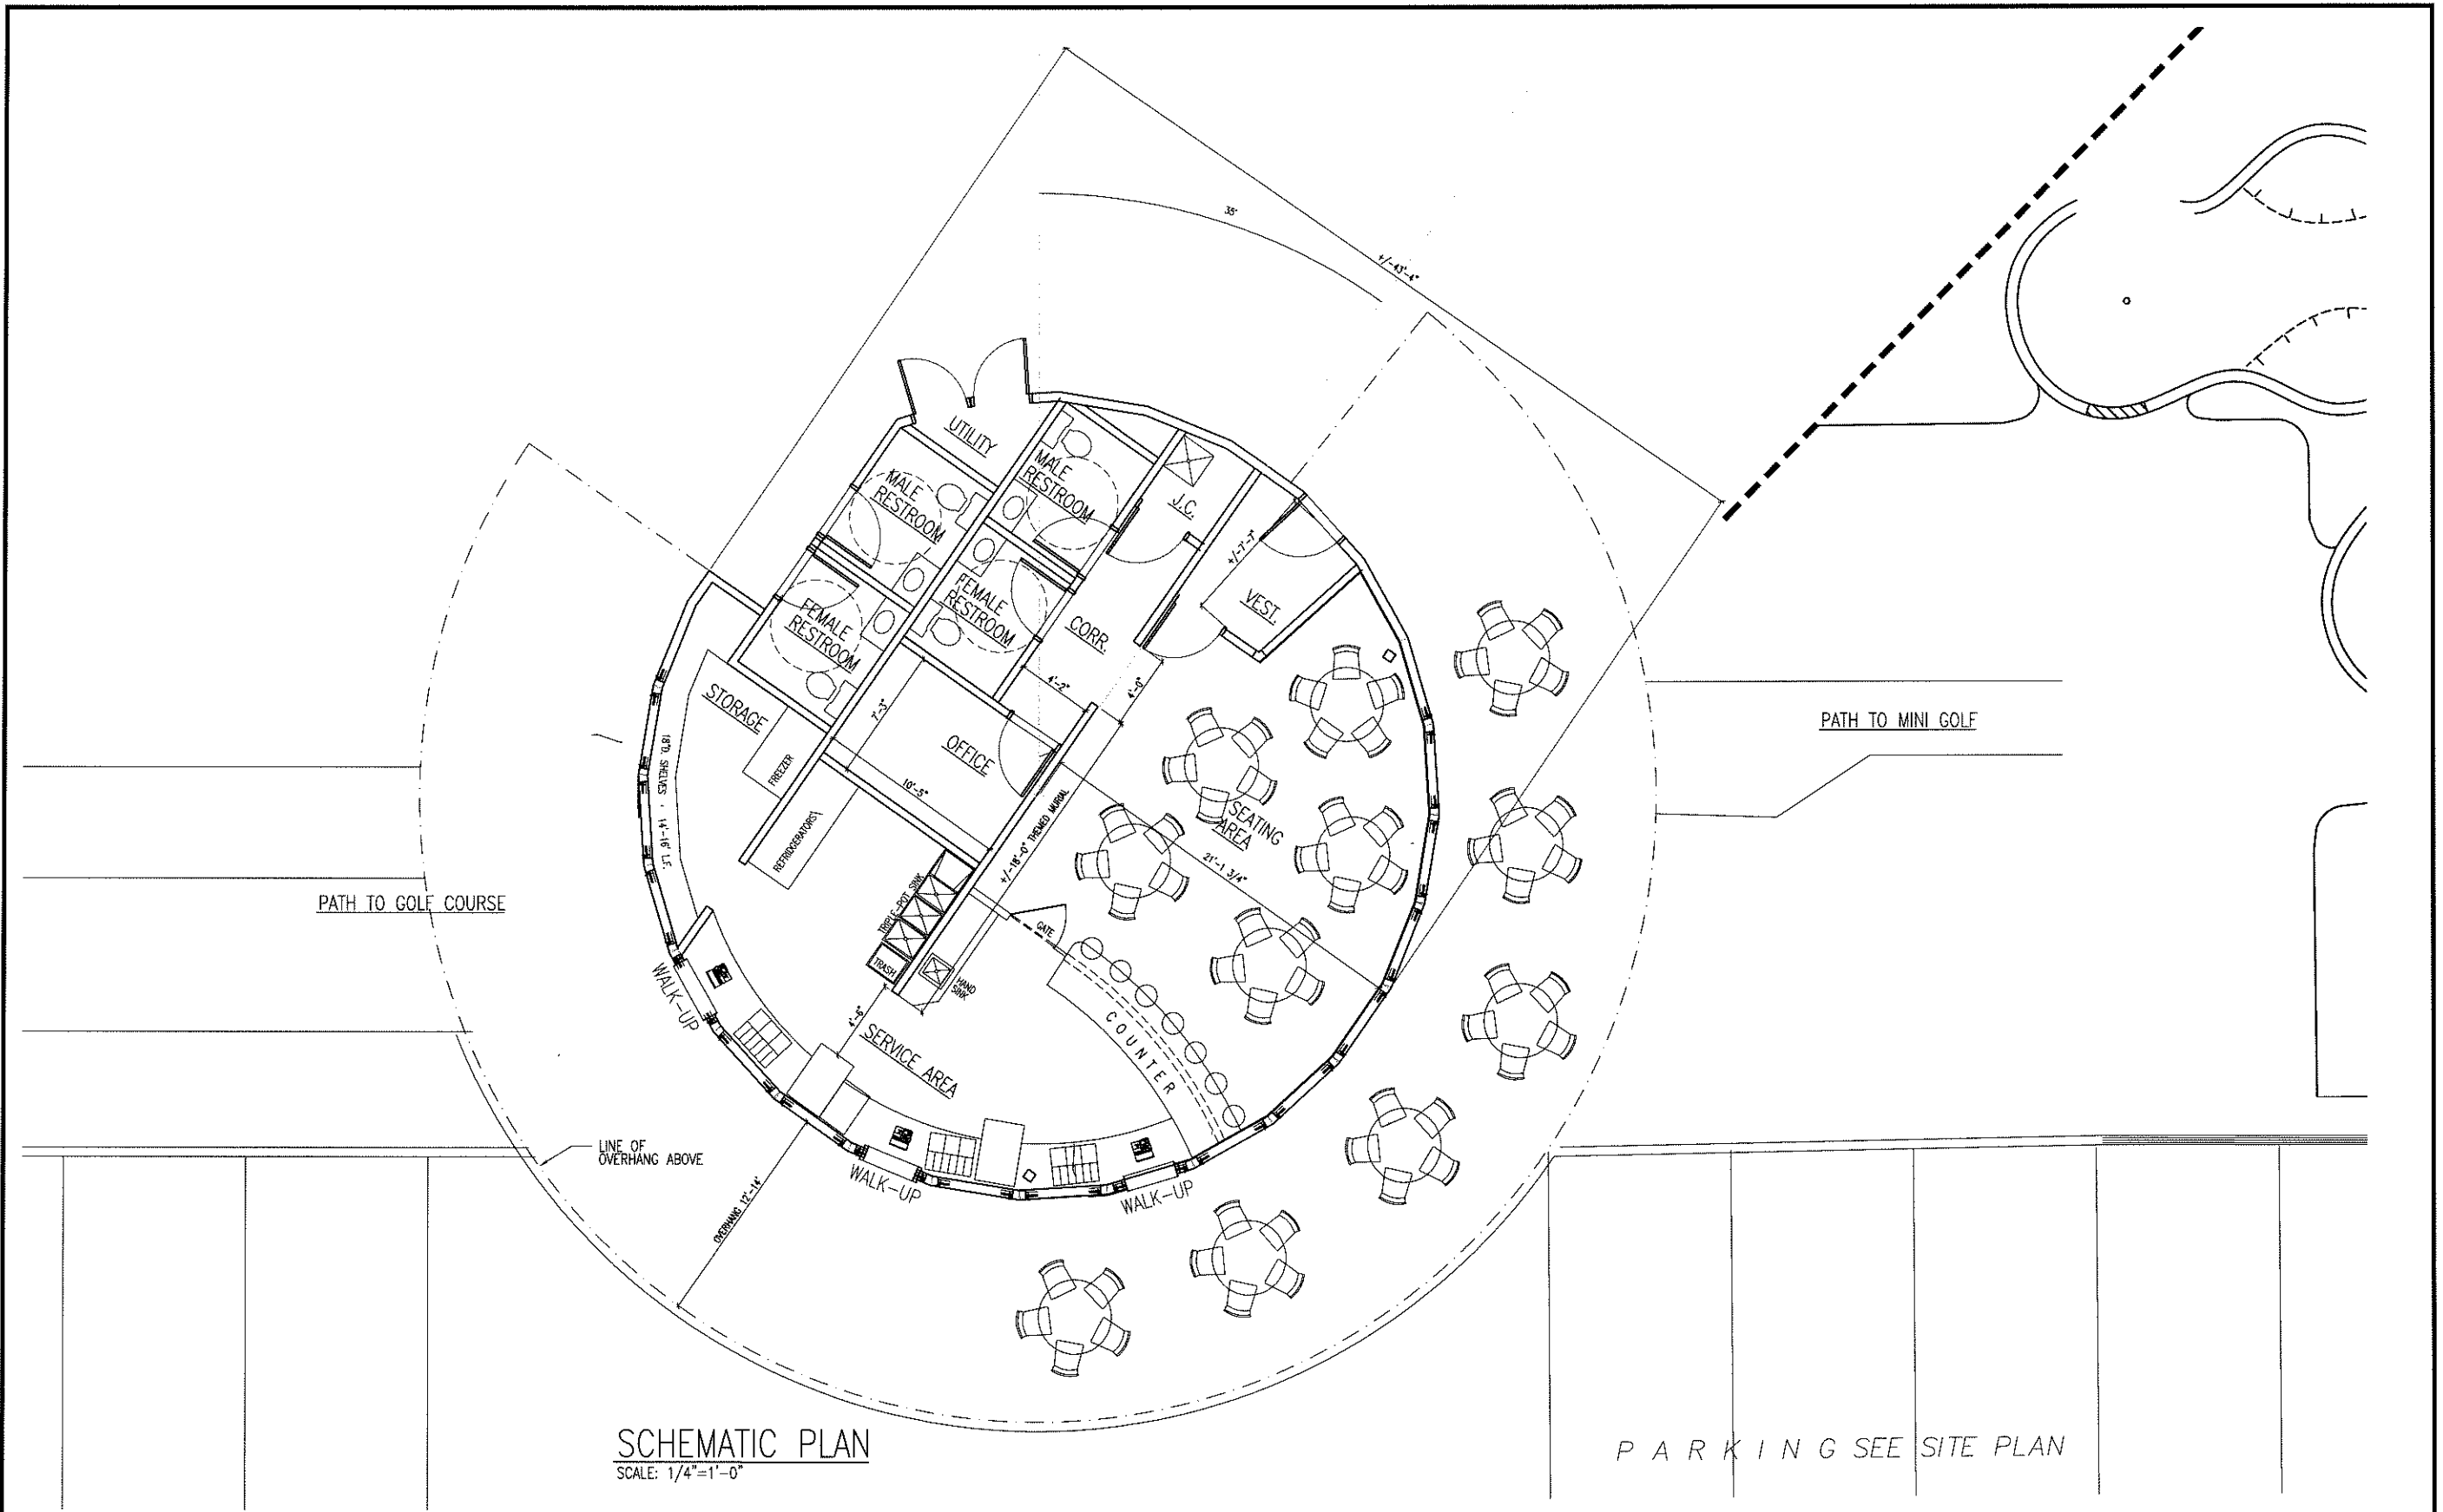 35'
+/-43'-4"
UTILITY
MALE
RESTROOM
MALE
RESTROOM
J.C.
+/-7'-7"
VEST.
FEMALE
RESTROOM
FEMALE
RESTROOM
CORR.
4'-2"
4'-0"
STORAGE
7'-3"
OFFICE
10'-5"
FREEZER
REFRIDGERATORS
18"D. SHELVES - 14'-16' L.F.
+/-18'-0" THEMED MURIAL
SEATING
AREA
21'-1 3/4"
PATH TO MINI GOLF
PATH TO GOLF COURSE
TRIPLE-POT SINK
TRASH
HAND
SINK
GATE
COUNTER
WALK-UP
4'-6"
SERVICE AREA
WALK-UP
WALK-UP
LINE OF
OVERHANG ABOVE
OVERHANG 12'-14'
SCHEMATIC PLAN
SCALE: 1/4"=1'-0"
PARKING SEE SITE PLAN